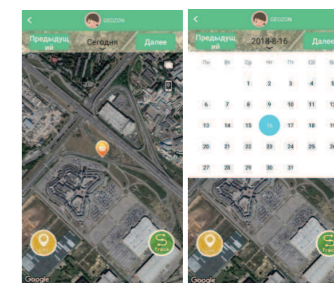 GEOZON
Предыдущ
ий
Сегодня
Далее
Google
GEOZON
Предыдущ
ий
2018-8-16
Далее
Пн Вт Ср Чт Пт Сб
1 2 3 4 5
6 7 8 9 10 11
13 14 15 16 17 18 19
20 21 22 23 24 25 26
27 28 29 30 31
Google